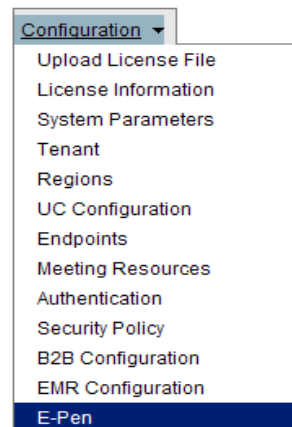 Configuration
Upload License File
License Information
System Parameters
Tenant
Regions
UC Configuration
Endpoints
Meeting Resources
Authentication
Security Policy
B2B Configuration
EMR Configuration
E-Pen